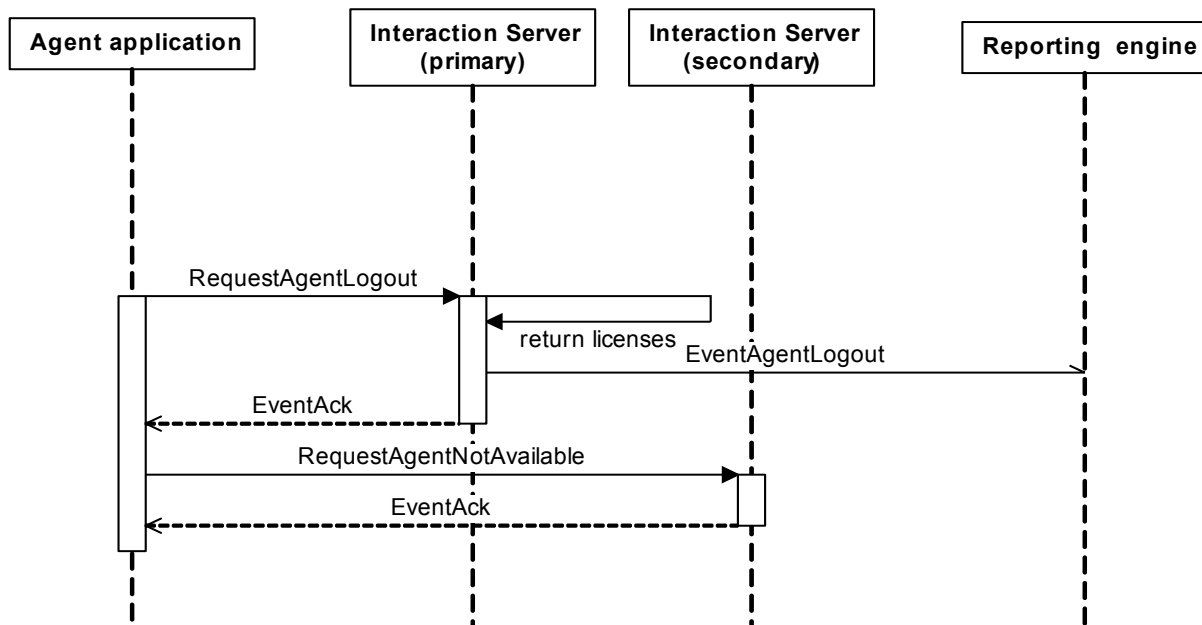 Agent application
Interaction Server
(primary)
Interaction Server
(secondary)
Reporting engine
RequestAgentLogout
return licenses
EventAgentLogout
EventAck
RequestAgentNotAvailable
EventAck